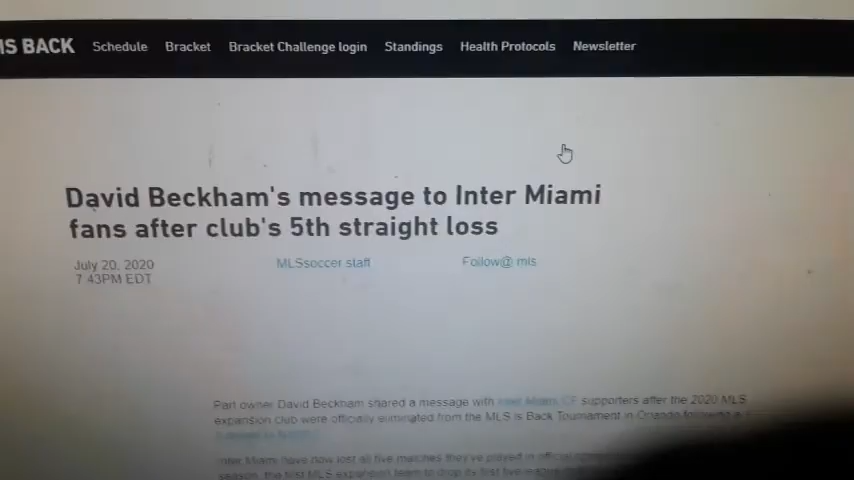 IS BACK Schedule Bracket Bracket Challenge login Standings Health Protocols Newsletter
David Beckham's message to Inter Miami
fans after club's 5th straight loss
July 20, 2020 MLSsoccer staff Follow@ mls
7 43PM EDT
Part owner David Beckham shared a message with Inter Miami CF supporters after the 2020 MLS
expansion club were officially eliminated from the MLS is Back Tournament in Orlando following a
Inter Miami have now lost all five matches they've played in official
season, the first MLS expansion team to drop its first five